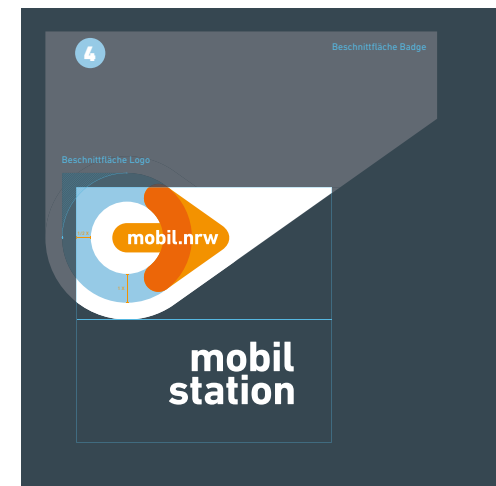 4
Beschnittfläche Badge
Beschnittfläche Logo
mobil.nrw
mobil
station